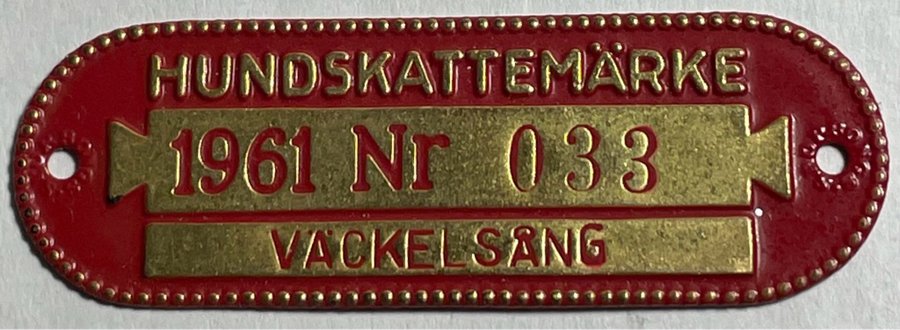 HUNDSKATTEMÄRKE
1961 Nr 033
VÄCKELSÅNG